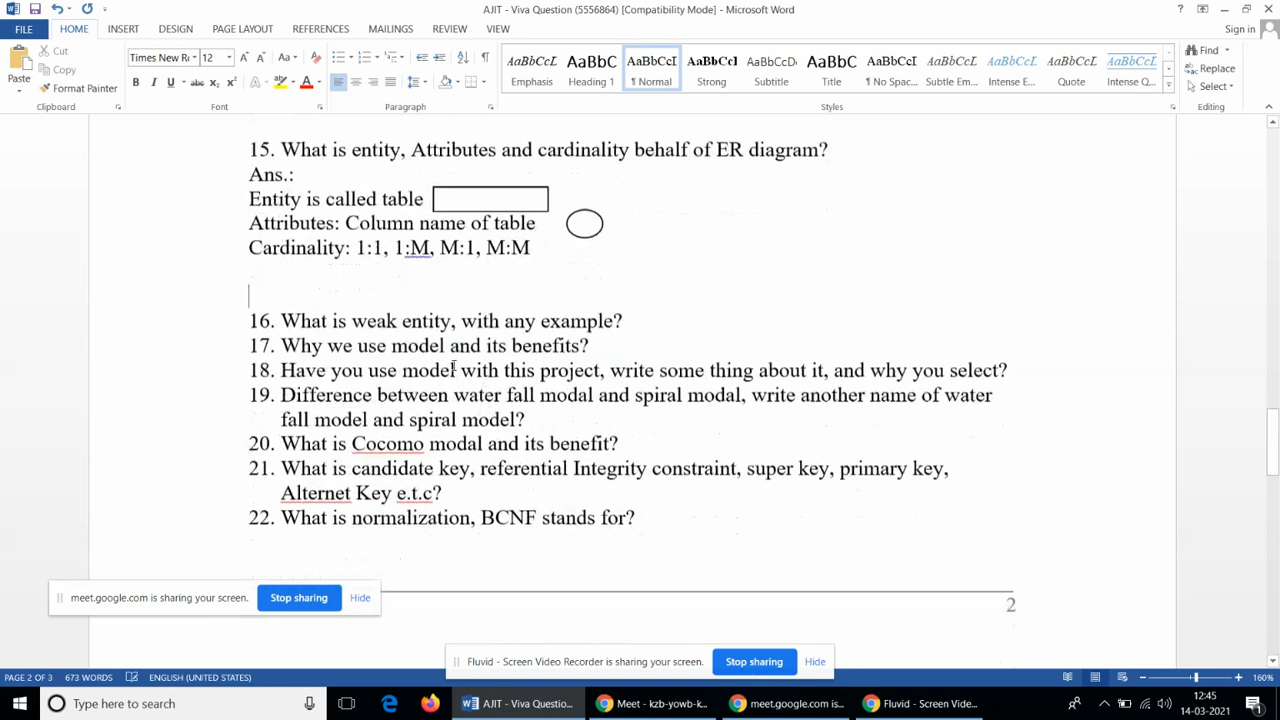 AJIT - Viva Question (5556864) [Compatibility Mode] - Microsoft Word
FILE HOME INSERT DESIGN PAGE LAYOUT REFERENCES MAILINGS REVIEW VIEW Sign in
Paste
Cut
Copy
Format Painter
Clipboard
Times New Ro 12
Font
Paragraph
AaBbCcI AaBbC AaBbCcI AaBbCcl AaBbCcDc AaBbC AaBbCcI AaBbCcL AaBbCcL AaBbCcL AaBbCcL
Emphasis Heading 1 ¶ Normal Strong Subtitle Title ¶ No Spac... Subtle Em... Intense E... Quote Intense Q...
Styles
Find
Replace
Select
Editing
15. What is entity, Attributes and cardinality behalf of ER diagram?
Ans.:
Entity is called table
Attributes: Column name of table
Cardinality: 1:1, 1:M, M:1, M:M
16. What is weak entity, with any example?
17. Why we use model and its benefits?
18. Have you use model with this project, write some thing about it, and why you select?
19. Difference between water fall modal and spiral modal, write another name of water
fall model and spiral model?
20. What is Cocomo modal and its benefit?
21. What is candidate key, referential Integrity constraint, super key, primary key,
Alternet Key e.t.c?
22. What is normalization, BCNF stands for?
2
meet.google.com is sharing your screen. Stop sharing Hide
Fluvid - Screen Video Recorder is sharing your screen. Stop sharing Hide
PAGE 2 OF 3 673 WORDS ENGLISH (UNITED STATES) 160%
Type here to search
AJIT - Viva Questio...
Meet - kzb-yowb-k...
meet.google.com is...
Fluvid - Screen Vid...
12:45
14-03-2021